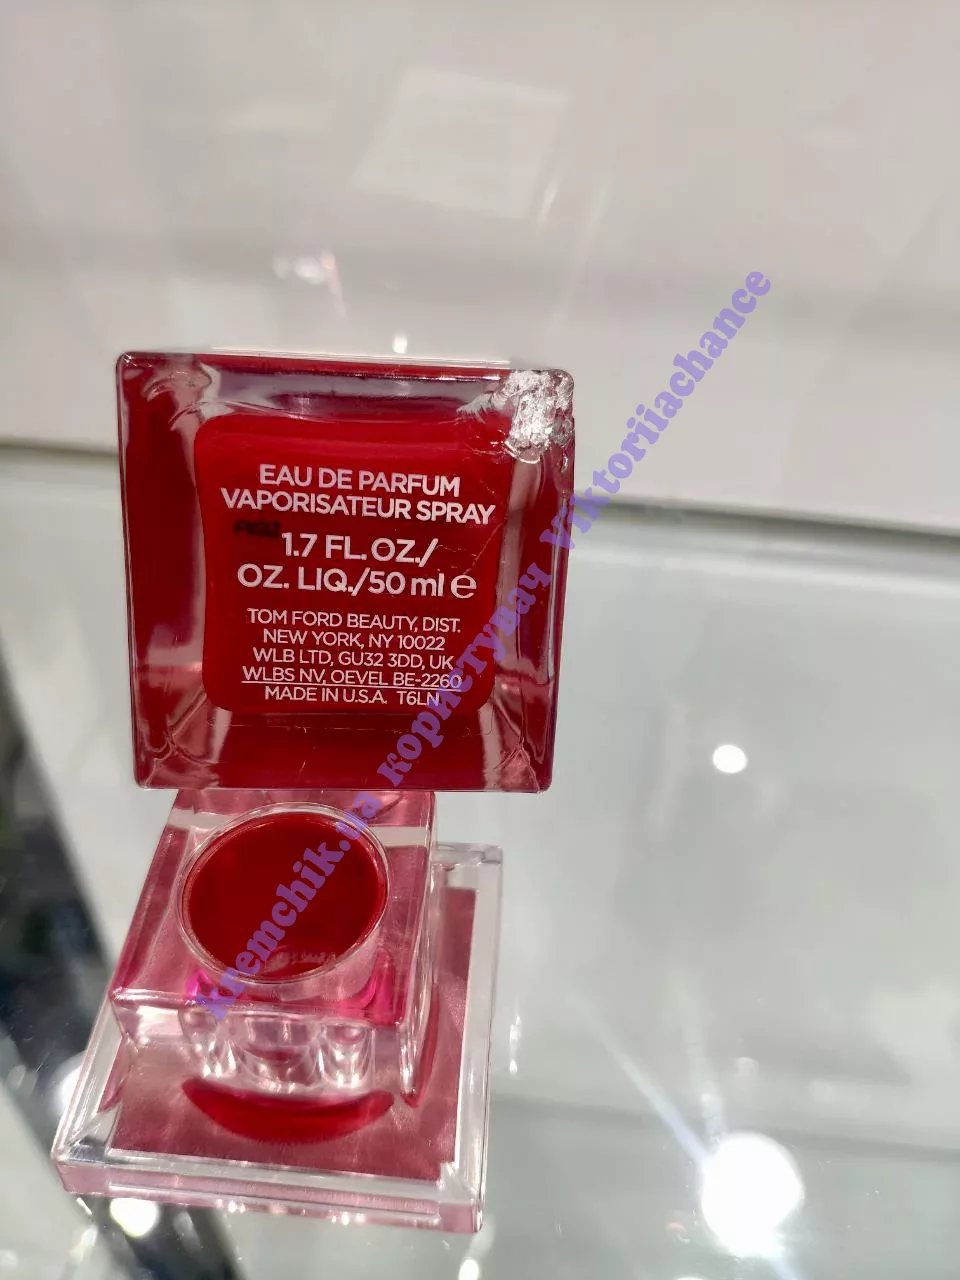 EAU DE PARFUM
VAPORISATEUR SPRAY
1.7 FL. OZ./
OZ. LIQ./50 ml ℮
TOM FORD BEAUTY, DIST.
NEW YORK, NY 10022
WLB LTD, GU32 3DD, UK
WLBS NV, OEVEL BE-2260
MADE IN U.S.A. T6LN
kremchik.ua користувач Viktoriiachance